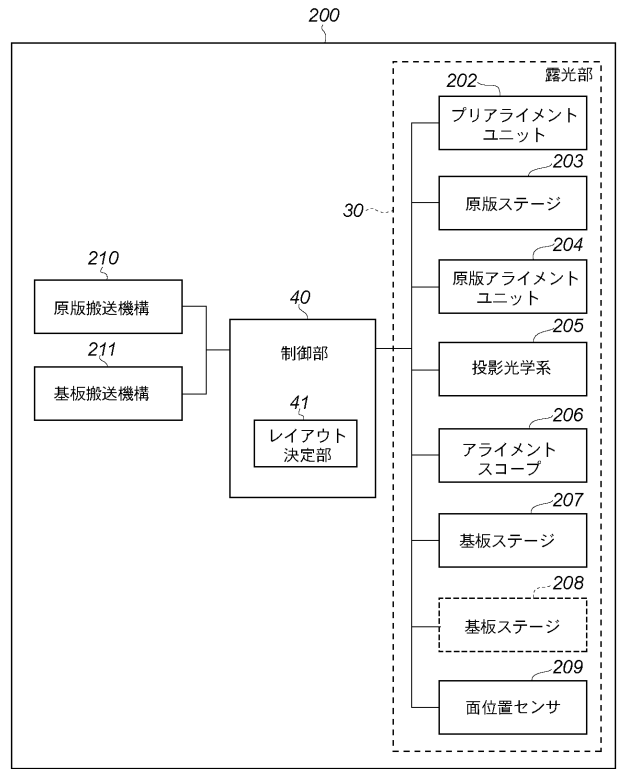 200
露光部
202
プリアライメント
ユニット
203
原版ステージ
30
204
原版アライメント
ユニット
210
原版搬送機構
40
制御部
205
投影光学系
211
基板搬送機構
41
レイアウト
決定部
206
アライメント
スコープ
207
基板ステージ
208
基板ステージ
209
面位置センサ